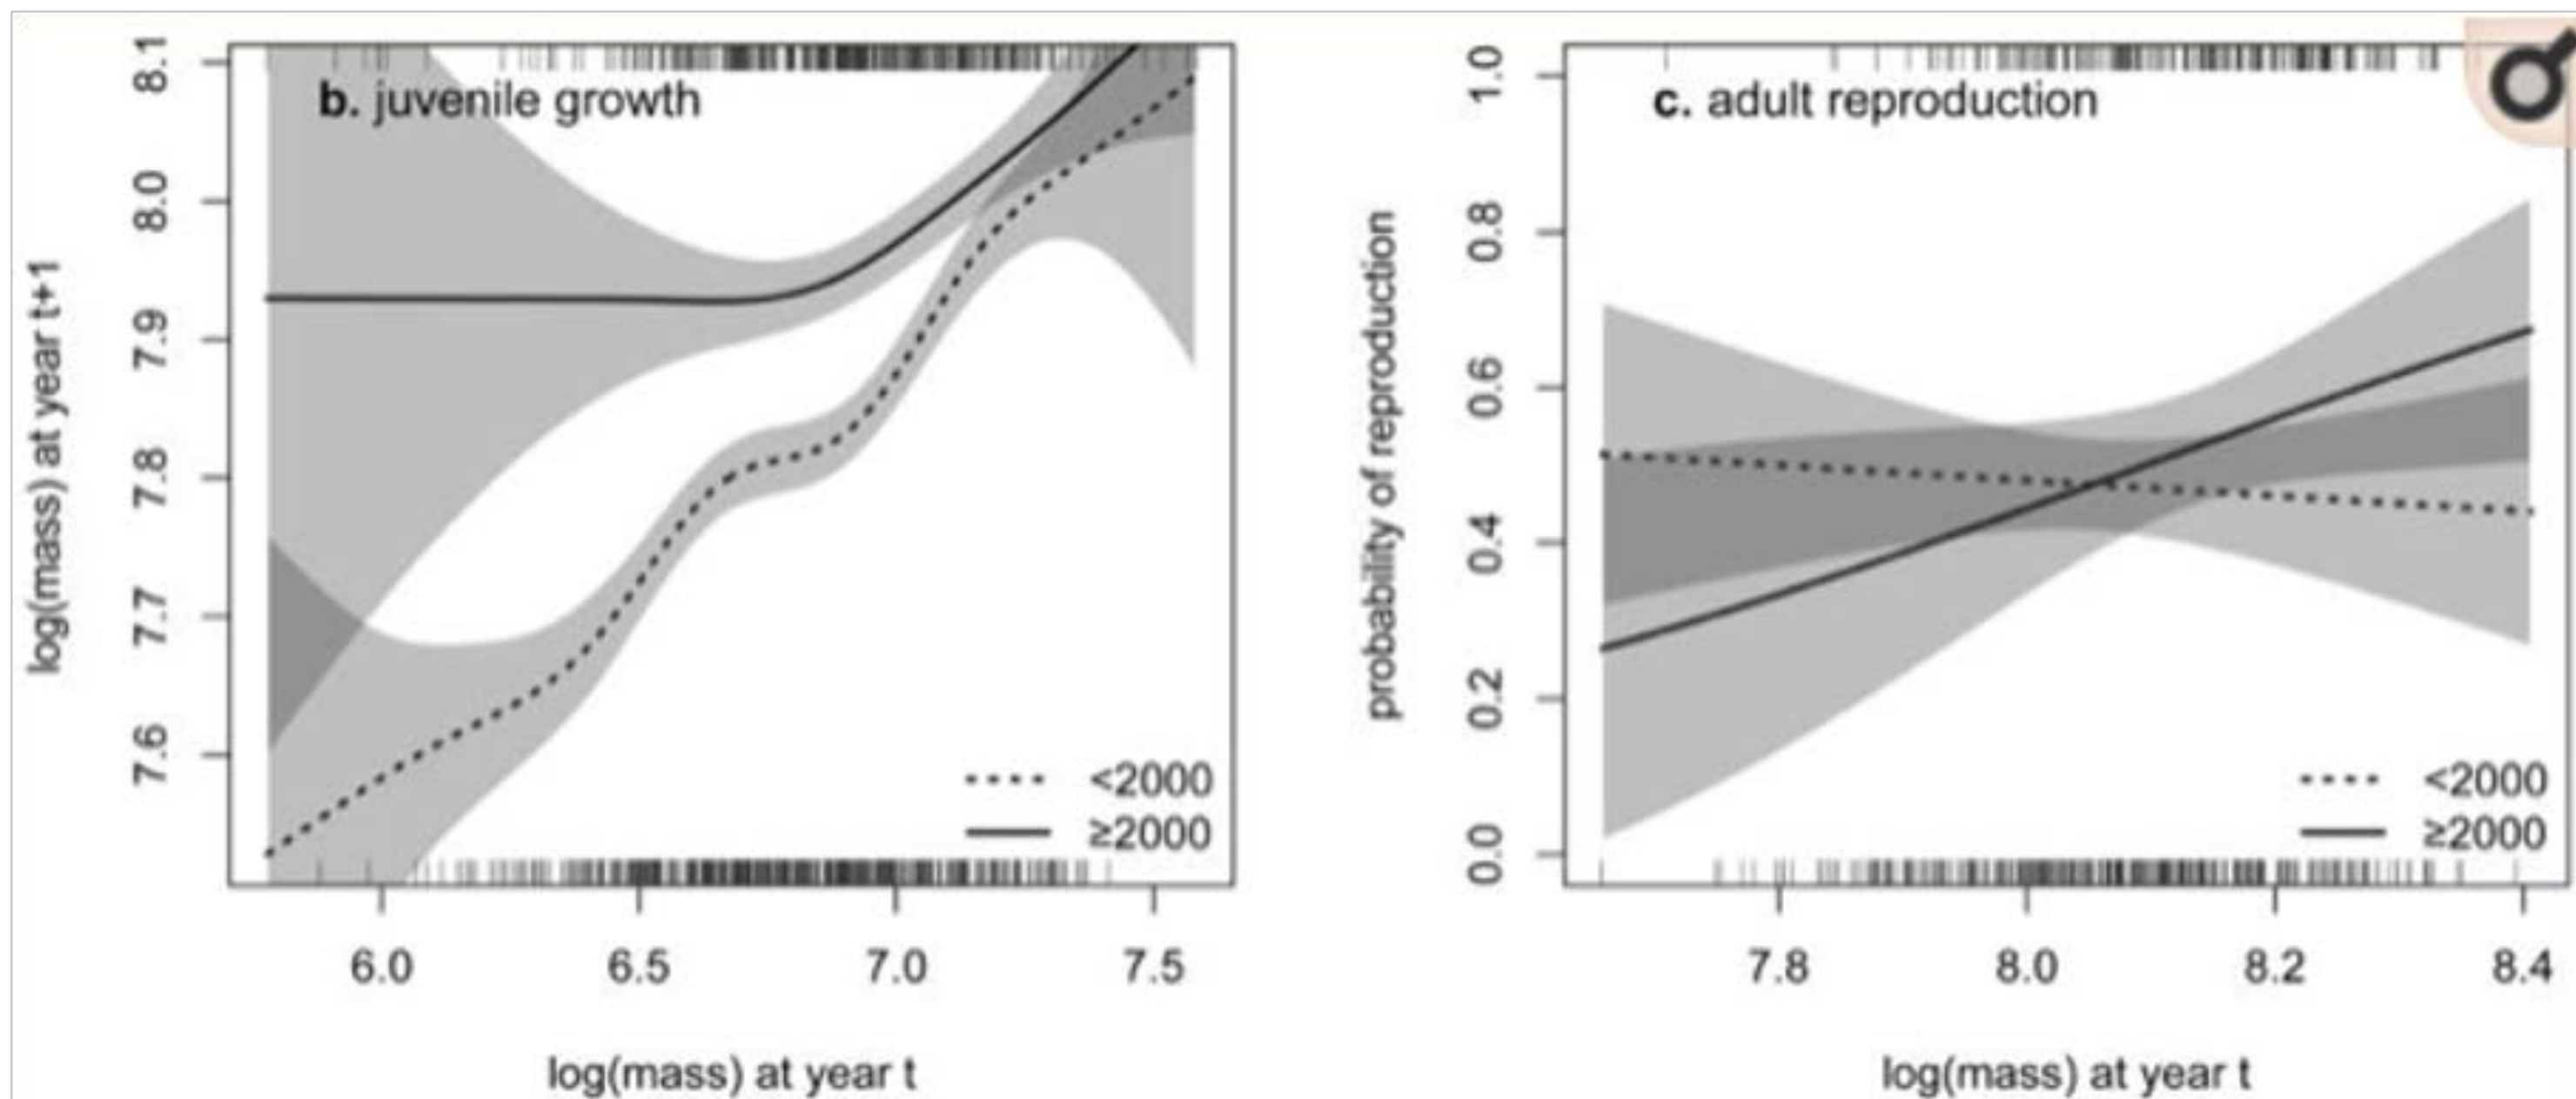 b. juvenile growth
log(mass) at year t+1
8.1
8.0
7.9
7.8
7.7
7.6
<2000
≥2000
6.0 6.5 7.0 7.5
log(mass) at year t
c. adult reproduction
probability of reproduction
1.0
0.8
0.6
0.4
0.2
0.0
<2000
≥2000
7.8 8.0 8.2 8.4
log(mass) at year t